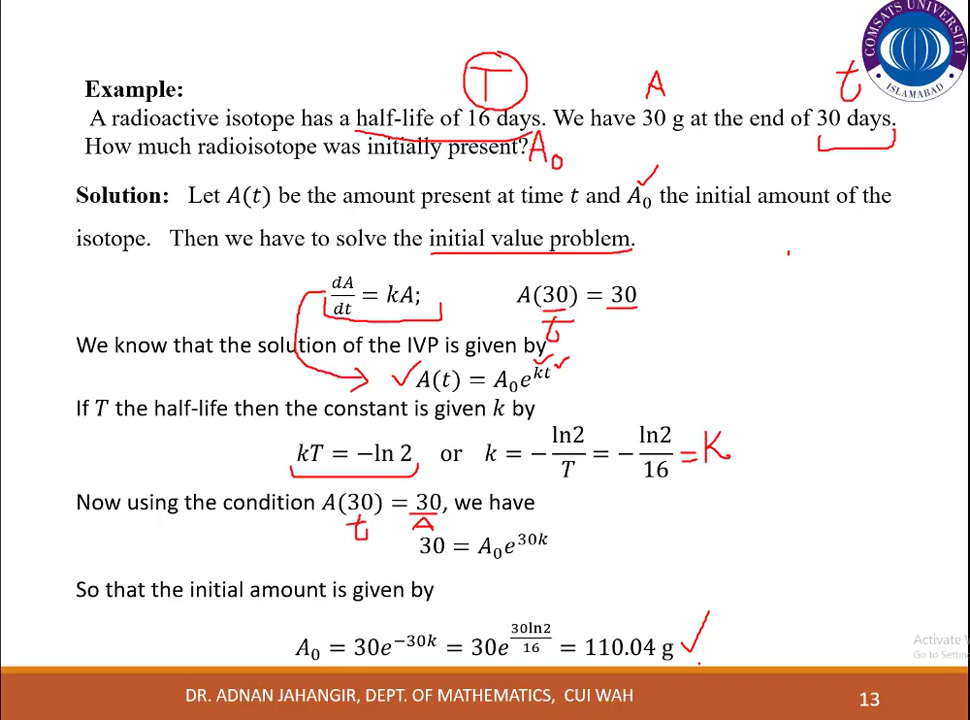 COMSATS UNIVERSITY
ISLAMABAD
T A t
Example:
A radioactive isotope has a half-life of 16 days. We have 30 g at the end of 30 days.
How much radioisotope was initially present? A₀
Solution: Let A(t) be the amount present at time t and A₀ the initial amount of the
isotope. Then we have to solve the initial value problem.
dA/dt = kA; A(30) = 30
t
We know that the solution of the IVP is given by
A(t) = A₀e^{kt}
If T the half-life then the constant is given k by
kT = −ln 2 or k = −ln2/T = −ln2/16 = K
Now using the condition A(30) = 30, we have
t A
30 = A₀e^{30k}
So that the initial amount is given by
A₀ = 30e^{−30k} = 30e^{30ln2/16} = 110.04 g
Activate
Go to Settin
DR. ADNAN JAHANGIR, DEPT. OF MATHEMATICS, CUI WAH
13